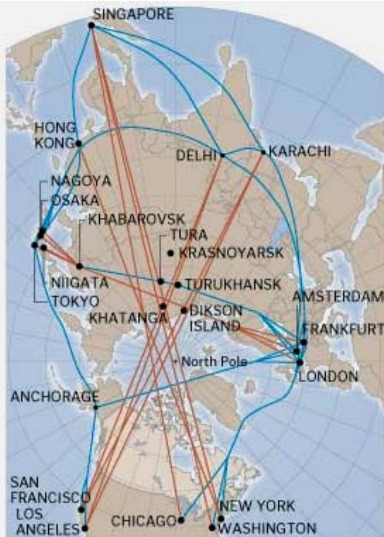 SINGAPORE
HONG
KONG
DELHI
KARACHI
NAGOYA
OSAKA
KHABAROVSK
TURA
KRASNOYARSK
TURUKHANSK
NIIGATA
TOKYO
KHATANGA
DIKSON
ISLAND
AMSTERDAM
FRANKFURT
LONDON
North Pole
ANCHORAGE
SAN
FRANCISCO
LOS
ANGELES
CHICAGO
NEW YORK
WASHINGTON